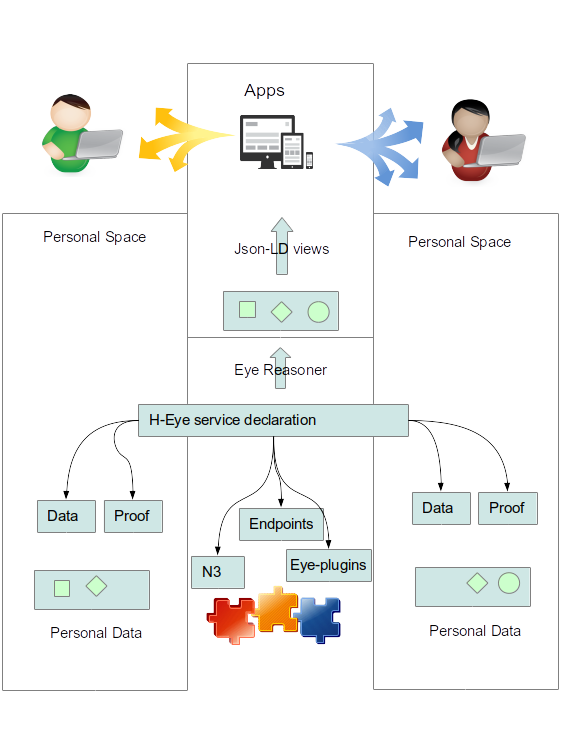 Apps
Personal Space
Personal Space
Json-LD views
Eye Reasoner
H-Eye service declaration
Data
Proof
Endpoints
Data
Proof
N3
Eye-plugins
Personal Data
Personal Data